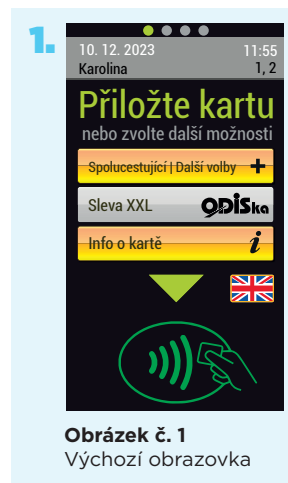 1.
10. 12. 2023 11:55
Karolina 1, 2
Přiložte kartu
nebo zvolte další možnosti
Spolucestující | Další volby +
Sleva XXL ODISka
Info o kartě i
Obrázek č. 1
Výchozí obrazovka